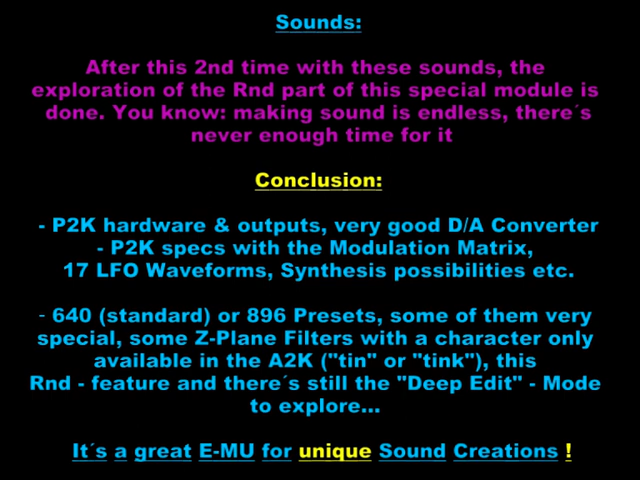 Sounds:
After this 2nd time with these sounds, the
exploration of the Rnd part of this special module is
done. You know: making sound is endless, there´s
never enough time for it
Conclusion:
- P2K hardware & outputs, very good D/A Converter
- P2K specs with the Modulation Matrix,
17 LFO Waveforms, Synthesis possibilities etc.
- 640 (standard) or 896 Presets, some of them very
special, some Z-Plane Filters with a character only
available in the A2K ("tin" or "tink"), this
Rnd - feature and there´s still the "Deep Edit" - Mode
to explore...
It´s a great E-MU for unique Sound Creations !